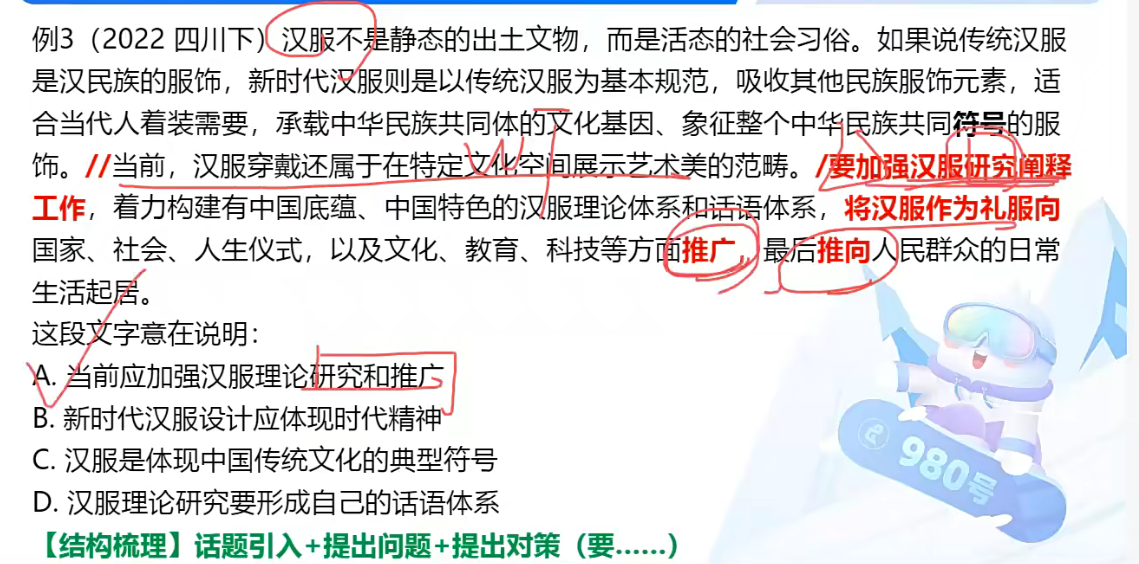 例3（2022 四川下）汉服不是静态的出土文物，而是活态的社会习俗。如果说传统汉服
是汉民族的服饰，新时代汉服则是以传统汉服为基本规范，吸收其他民族服饰元素，适
合当代人着装需要，承载中华民族共同体的文化基因、象征整个中华民族共同符号的服
饰。//当前，汉服穿戴还属于在特定文化空间展示艺术美的范畴。/要加强汉服研究阐释
工作，着力构建有中国底蕴、中国特色的汉服理论体系和话语体系，将汉服作为礼服向
国家、社会、人生仪式，以及文化、教育、科技等方面推广，最后推向人民群众的日常
生活起居。
这段文字意在说明：
A. 当前应加强汉服理论研究和推广
B. 新时代汉服设计应体现时代精神
C. 汉服是体现中国传统文化的典型符号
D. 汉服理论研究要形成自己的话语体系
980号
【结构梳理】话题引入+提出问题+提出对策（要……）